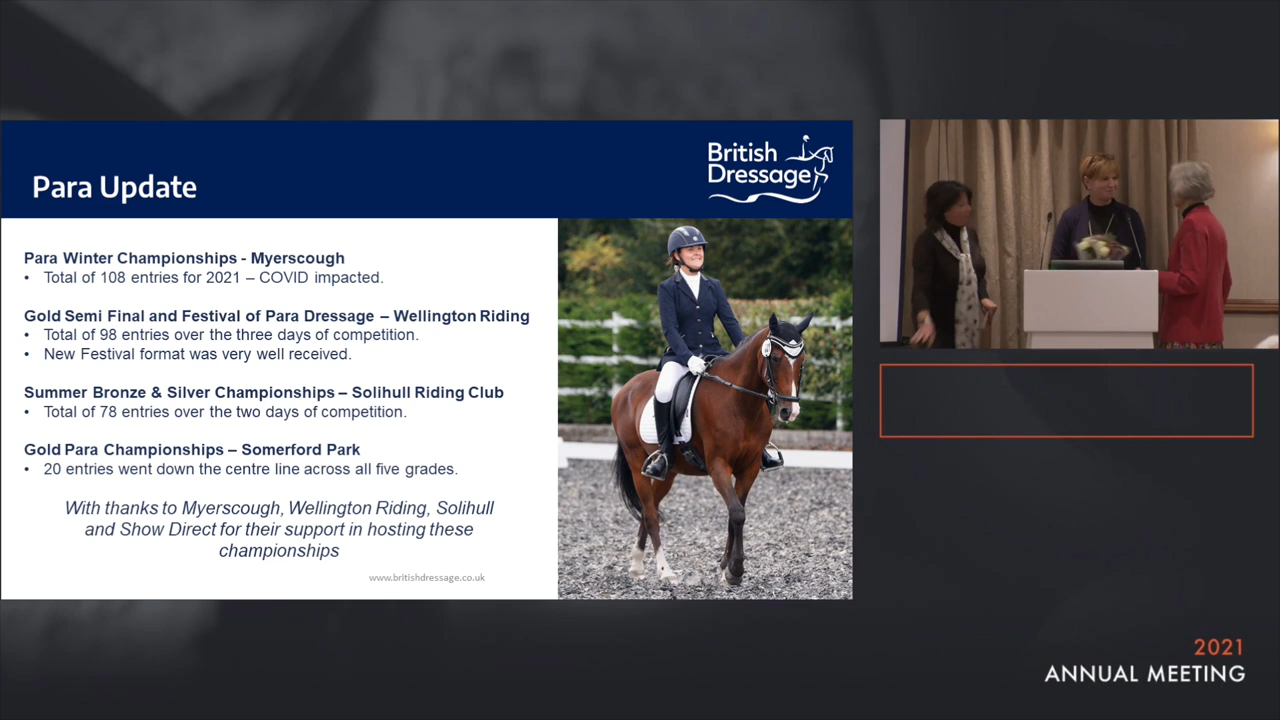 Para Update
British
Dressage
Para Winter Championships - Myerscough
• Total of 108 entries for 2021 – COVID impacted.
Gold Semi Final and Festival of Para Dressage – Wellington Riding
• Total of 98 entries over the three days of competition.
• New Festival format was very well received.
Summer Bronze & Silver Championships – Solihull Riding Club
• Total of 78 entries over the two days of competition.
Gold Para Championships – Somerford Park
• 20 entries went down the centre line across all five grades.
With thanks to Myerscough, Wellington Riding, Solihull
and Show Direct for their support in hosting these
championships
www.britishdressage.co.uk
2021
ANNUAL MEETING